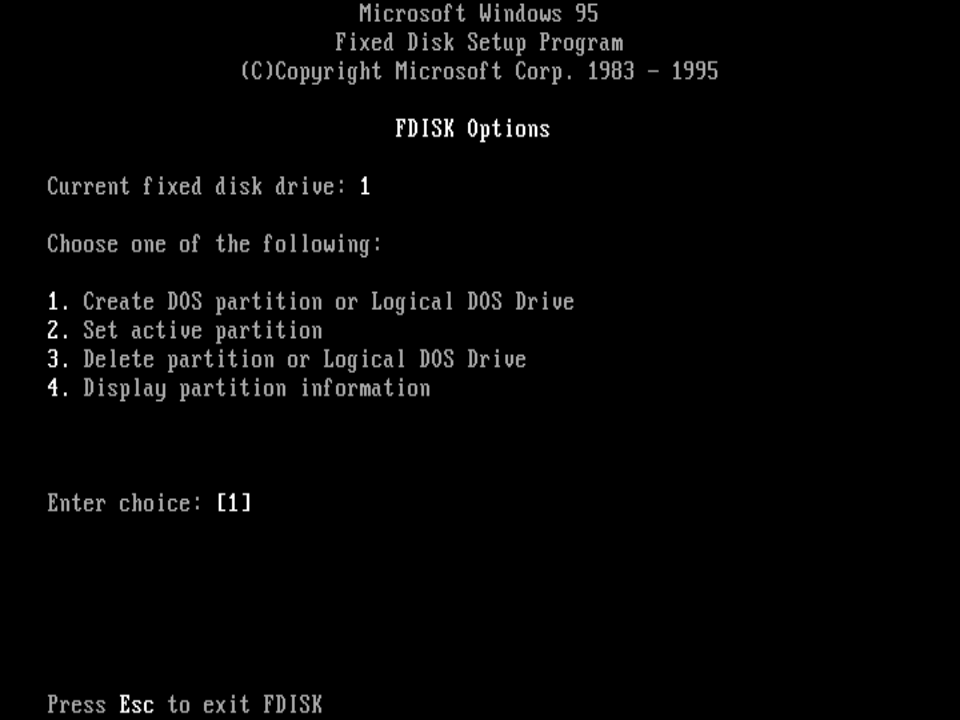 Microsoft Windows 95
Fixed Disk Setup Program
(C)Copyright Microsoft Corp. 1983 - 1995
FDISK Options
Current fixed disk drive: 1
Choose one of the following:
1. Create DOS partition or Logical DOS Drive
2. Set active partition
3. Delete partition or Logical DOS Drive
4. Display partition information
Enter choice: [1]
Press Esc to exit FDISK